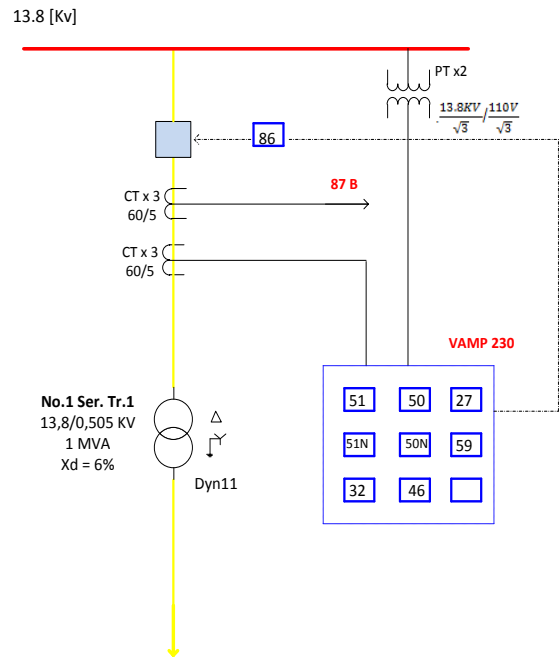 13.8 [Kv]
PT x2
13.8KV/√3 / 110V/√3
86
87 B
CT x 3
60/5
CT x 3
60/5
VAMP 230
51 50 27
51N 50N 59
32 46
No.1 Ser. Tr.1
13,8/0,505 KV
1 MVA
Xd = 6%
Δ
Dyn11